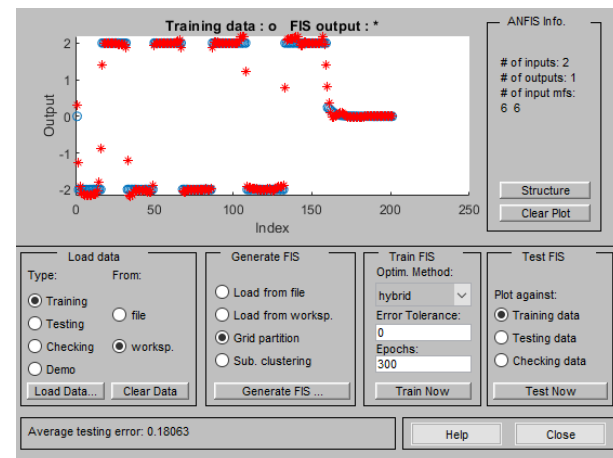 Training data : o   FIS output : *
2
1
0
-1
-2
Output
0
50
100
150
200
250
Index
ANFIS Info.
# of inputs: 2
# of outputs: 1
# of input mfs:
6 6
Structure
Clear Plot
Load data
Type:
From:
Training
Testing
Checking
Demo
file
worksp.
Load Data...
Clear Data
Generate FIS
Load from file
Load from worksp.
Grid partition
Sub. clustering
Generate FIS ...
Train FIS
Optim. Method:
hybrid
Error Tolerance:
0
Epochs:
300
Train Now
Test FIS
Plot against:
Training data
Testing data
Checking data
Test Now
Average testing error: 0.18063
Help
Close